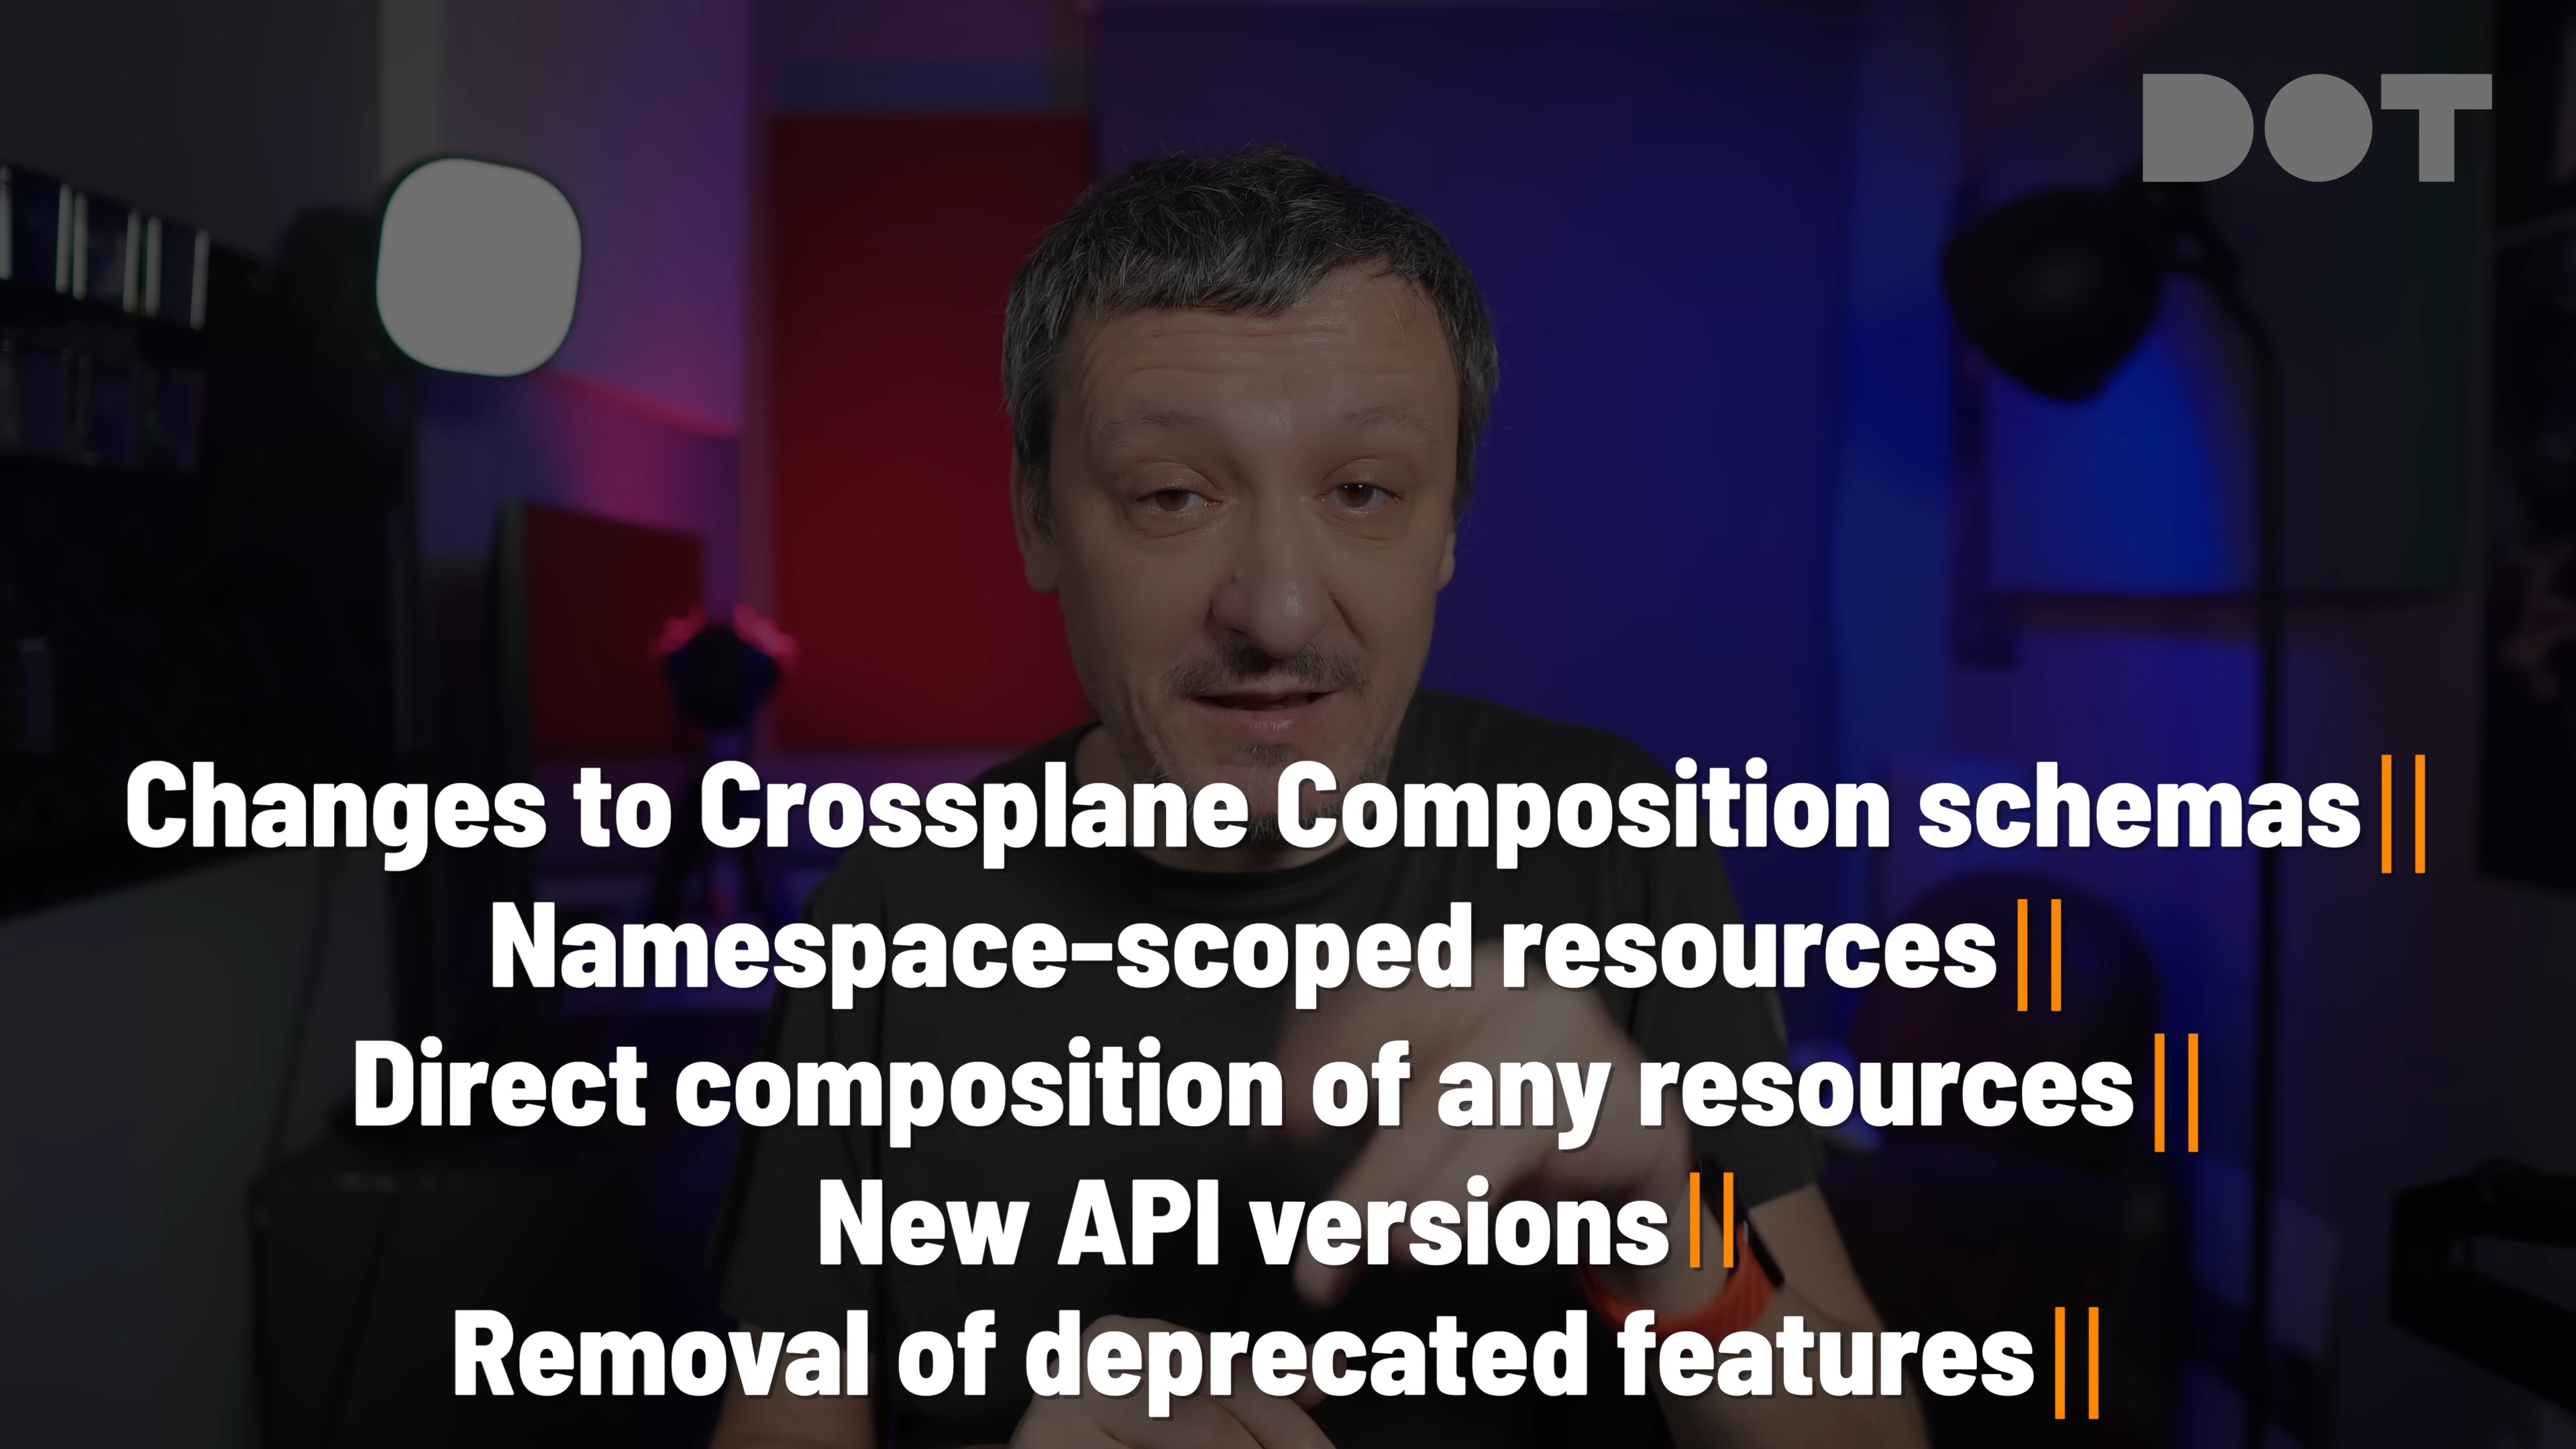 DOT
Changes to Crossplane Composition schemas
Namespace-scoped resources
Direct composition of any resources
New API versions
Removal of deprecated features